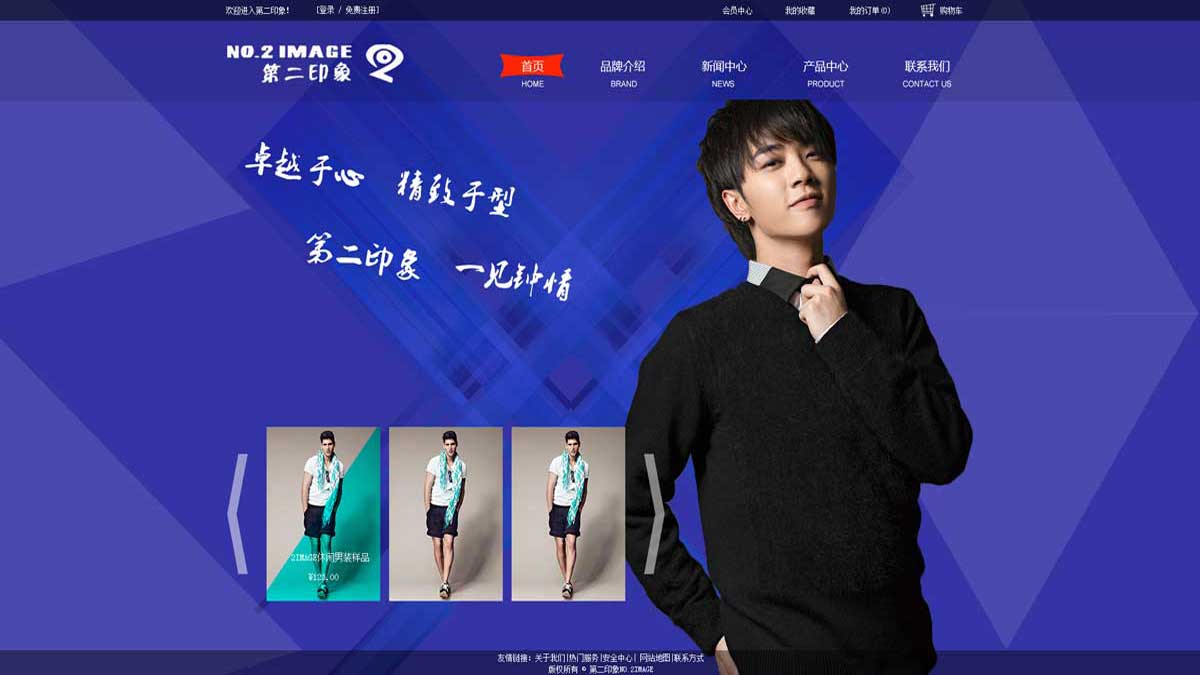 欢迎进入第二印象！ [登录 / 免费注册] 会员中心 我的收藏 我的订单(0) 购物车
NO.2 IMAGE
第二印象
首页 品牌介绍 新闻中心 产品中心 联系我们
HOME BRAND NEWS PRODUCT CONTACT US
卓越于心 精致于型
第二印象 一见钟情
2IMAGE休闲男装样品
¥128.00
友情链接：关于我们|热门服务|安全中心| 网站地图|联系方式
版权所有 © 第二印象NO.2IMAGE